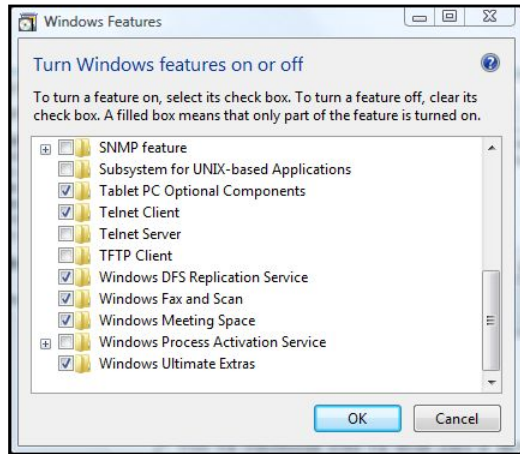 Windows Features
Turn Windows features on or off
To turn a feature on, select its check box. To turn a feature off, clear its
check box. A filled box means that only part of the feature is turned on.
SNMP feature
Subsystem for UNIX-based Applications
Tablet PC Optional Components
Telnet Client
Telnet Server
TFTP Client
Windows DFS Replication Service
Windows Fax and Scan
Windows Meeting Space
Windows Process Activation Service
Windows Ultimate Extras
OK Cancel